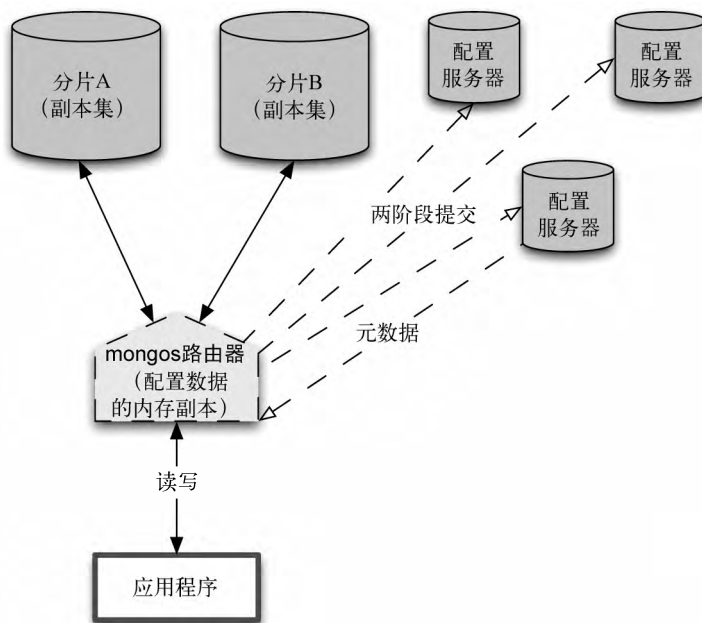 分片A
（副本集）
分片B
（副本集）
配置
服务器
配置
服务器
配置
服务器
两阶段提交
元数据
mongos路由器
（配置数据
的内存副本）
读写
应用程序